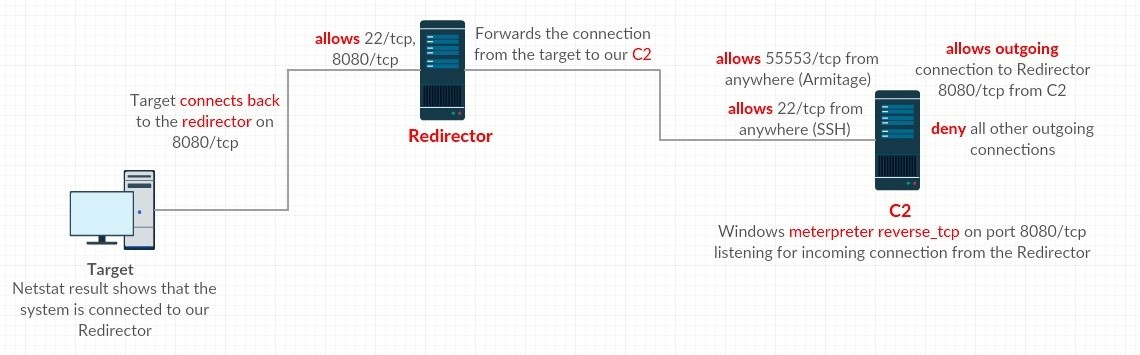 allows 22/tcp,
8080/tcp
Forwards the connection
from the target to our C2
Redirector
Target connects back
to the redirector on
8080/tcp
Target
Netstat result shows that the
system is connected to our
Redirector
allows 55553/tcp from
anywhere (Armitage)
allows 22/tcp from
anywhere (SSH)
allows outgoing
connection to Redirector
8080/tcp from C2
deny all other outgoing
connections
C2
Windows meterpreter reverse_tcp on port 8080/tcp
listening for incoming connection from the Redirector